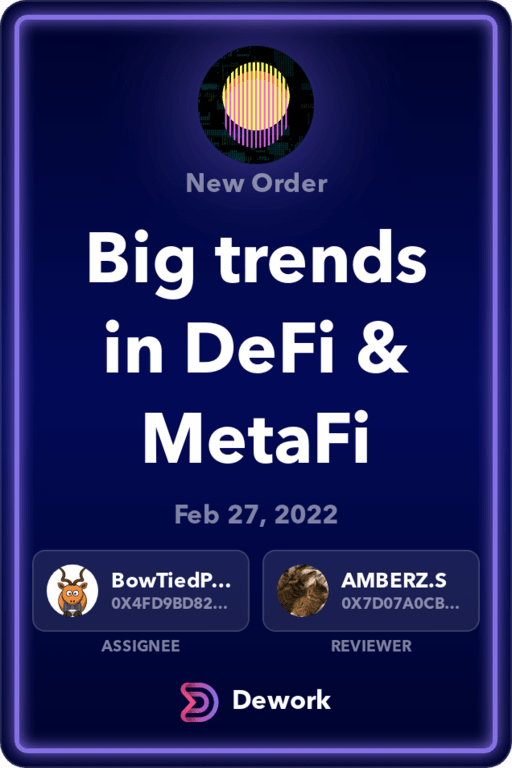 New Order
Big trends
in DeFi &
MetaFi
Feb 27, 2022
BowTiedP...
0X4FD9BD82...
ASSIGNEE
AMBERZ.S
0X7D07A0CB...
REVIEWER
Dework